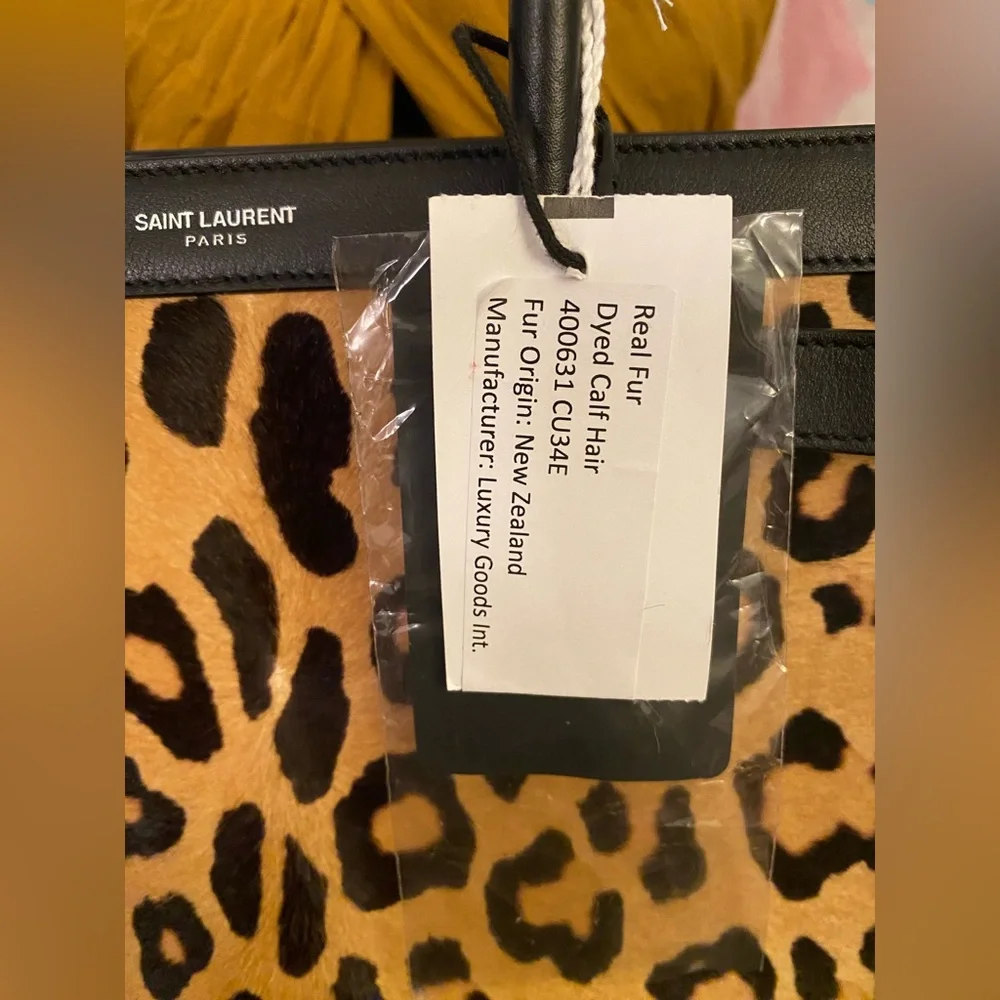 SAINT LAURENT
PARIS
Real Fur
Dyed Calf Hair
400631 CU34E
Fur Origin: New Zealand
Manufacturer: Luxury Goods Int.